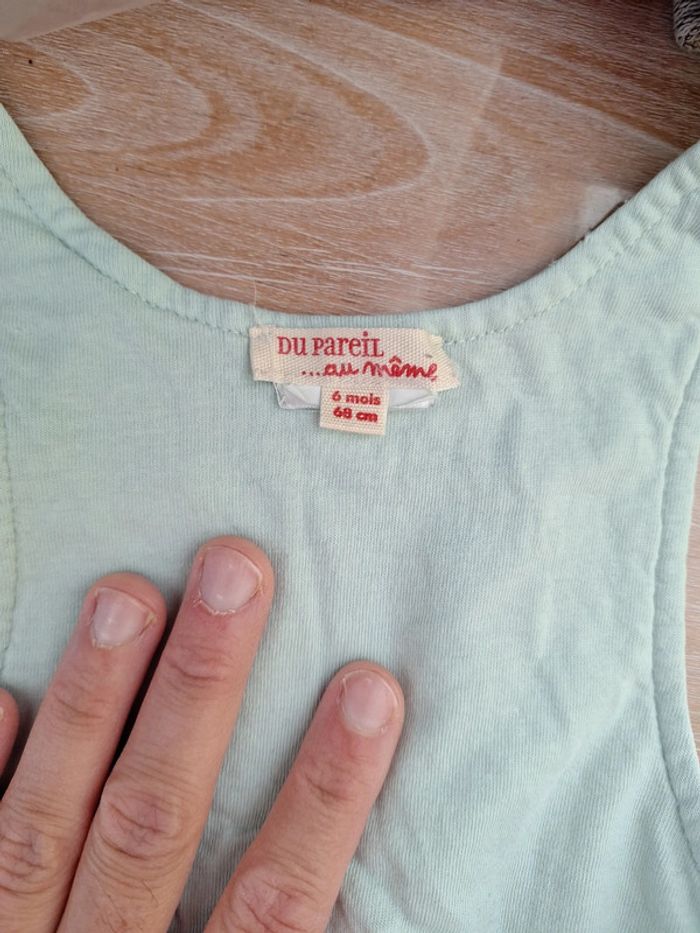 DU PAREIL
...au même
6 mois
68 cm